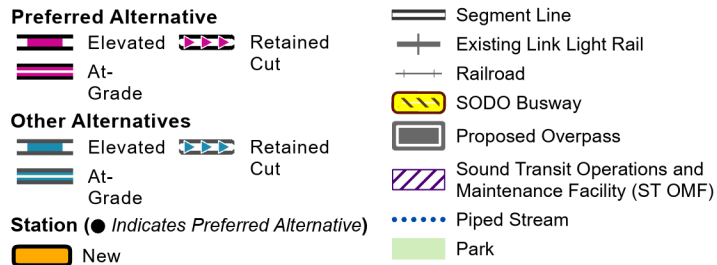 Preferred Alternative
Elevated
Retained
Cut
At-
Grade
Other Alternatives
Elevated
Retained
Cut
At-
Grade
Station (● Indicates Preferred Alternative)
New
Segment Line
Existing Link Light Rail
Railroad
SODO Busway
Proposed Overpass
Sound Transit Operations and
Maintenance Facility (ST OMF)
Piped Stream
Park